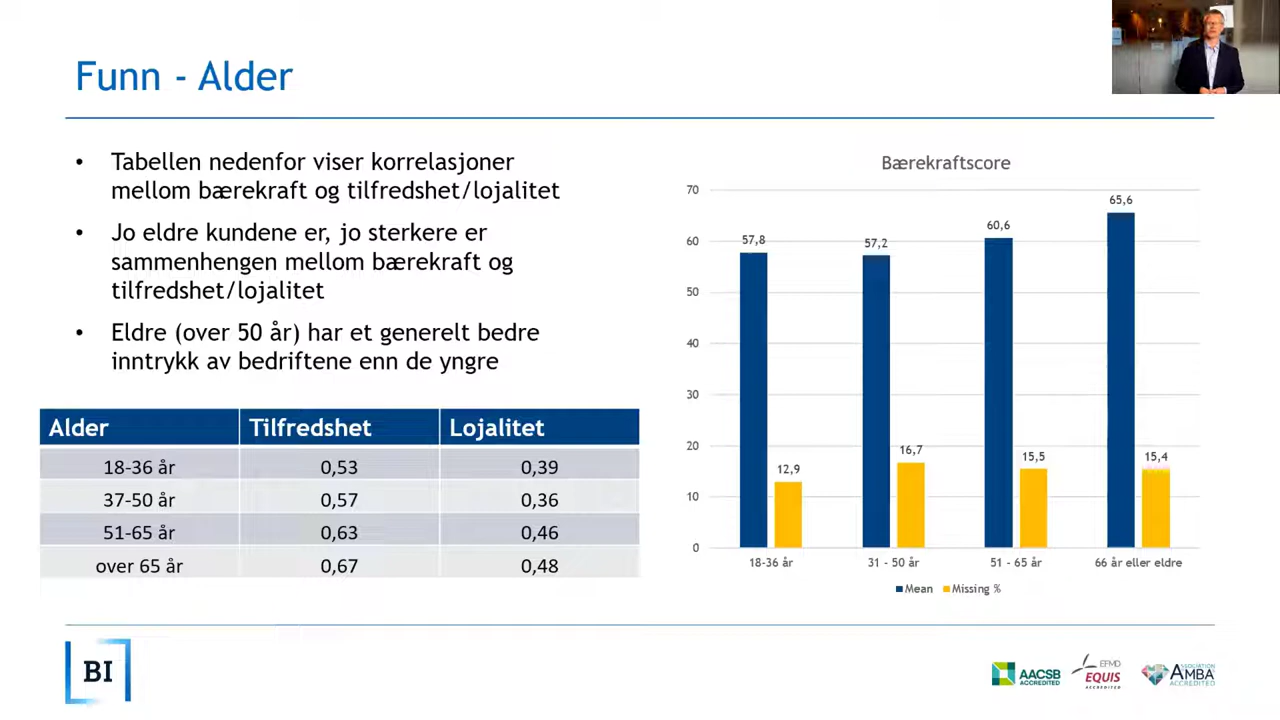 Funn - Alder
• Tabellen nedenfor viser korrelasjoner
mellom bærekraft og tilfredshet/lojalitet
• Jo eldre kundene er, jo sterkere er
sammenhengen mellom bærekraft og
tilfredshet/lojalitet
• Eldre (over 50 år) har et generelt bedre
inntrykk av bedriftene enn de yngre
Alder Tilfredshet Lojalitet
18-36 år 0,53 0,39
37-50 år 0,57 0,36
51-65 år 0,63 0,46
over 65 år 0,67 0,48
Bærekraftscore
70
60
50
40
30
20
10
0
57,8
12,9
57,2
16,7
60,6
15,5
65,6
15,4
18-36 år 31 - 50 år 51 - 65 år 66 år eller eldre
Mean Missing %
BI
AACSB
ACCREDITED
EFMD
EQUIS
ACCREDITED
ASSOCIATION
AMBA
ACCREDITED